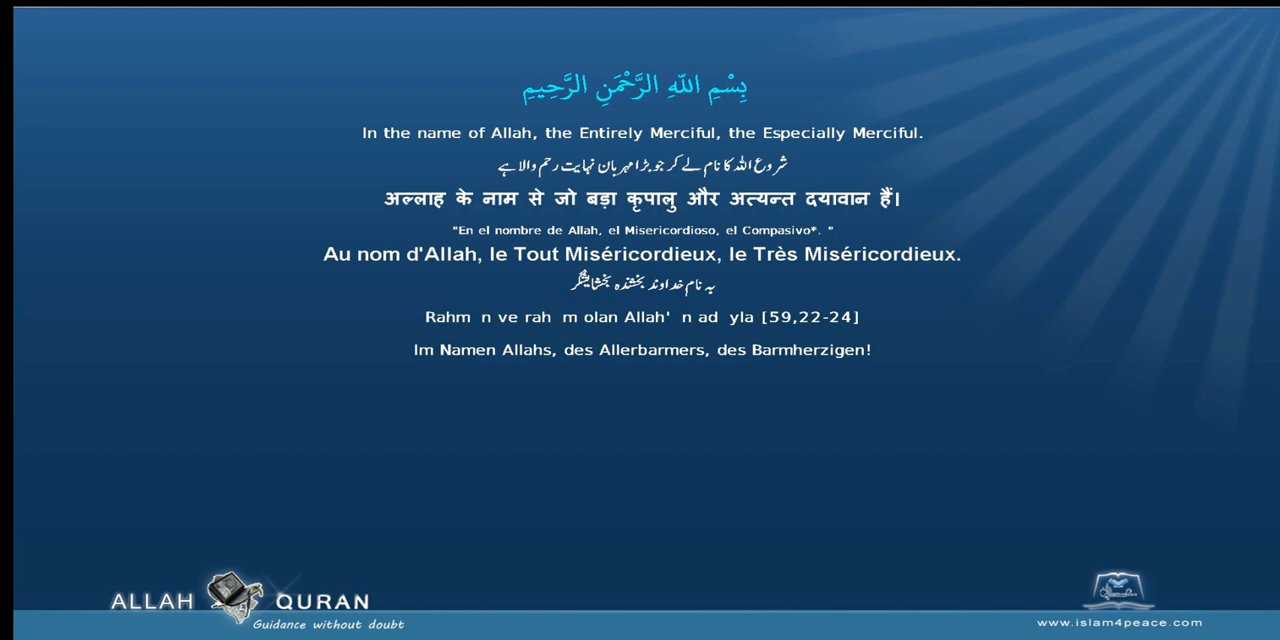 بِسْمِ اللّٰهِ الرَّحْمَنِ الرَّحِيمِ
In the name of Allah, the Entirely Merciful, the Especially Merciful.
شروع اللہ کا نام لے کر جو بڑا مہربان نہایت رحم والا ہے
अल्लाह के नाम से जो बड़ा कृपालु और अत्यन्त दयावान हैं।
"En el nombre de Allah, el Misericordioso, el Compasivo*. "
Au nom d'Allah, le Tout Miséricordieux, le Très Miséricordieux.
به نام خداوند بخشنده بخشایشگر
Rahm n ve rah m olan Allah' n ad yla [59,22-24]
Im Namen Allahs, des Allerbarmers, des Barmherzigen!
ALLAH QURAN
Guidance without doubt
www.islam4peace.com